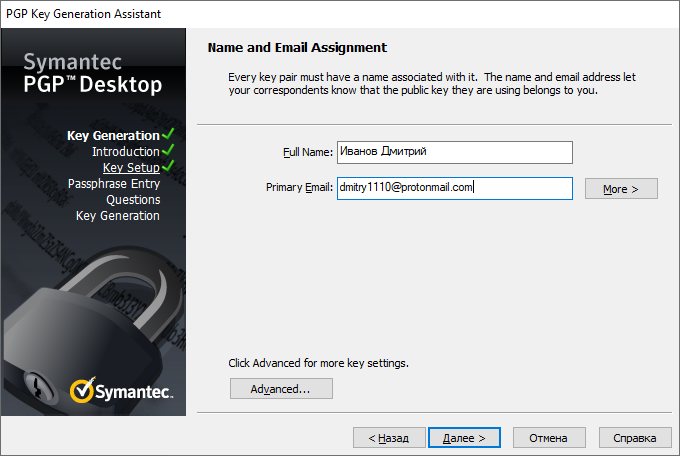 PGP Key Generation Assistant
Symantec
PGP™ Desktop
Key Generation
Introduction
Key Setup
Passphrase Entry
Questions
Key Generation
Symantec™
Name and Email Assignment
Every key pair must have a name associated with it. The name and email address let
your correspondents know that the public key they are using belongs to you.
Full Name: Иванов Дмитрий
Primary Email: dmitry1110@protonmail.com More >
Click Advanced for more key settings.
Advanced...
< Назад Далее > Отмена Справка